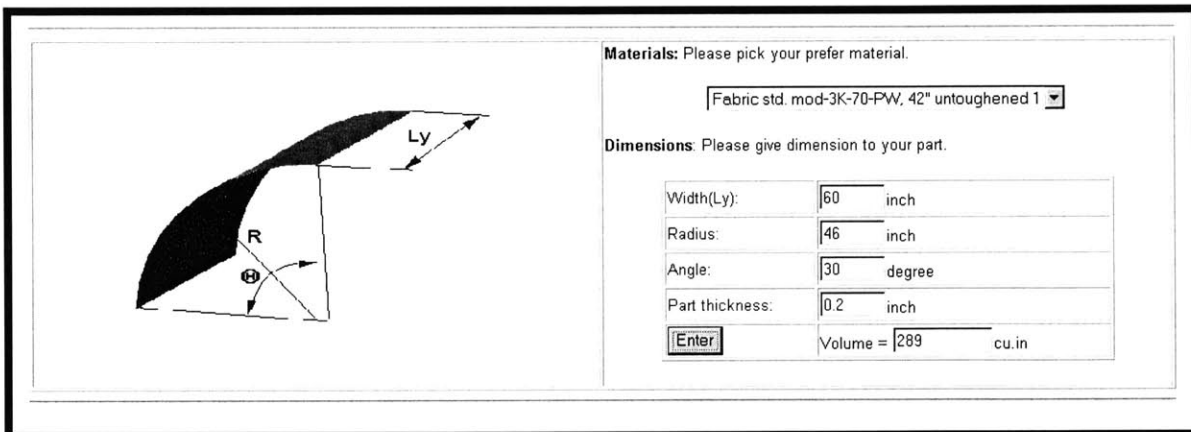 Materials: Please pick your prefer material.
Fabric std. mod-3K-70-PW, 42" untoughened 1
Dimensions: Please give dimension to your part.
Width(Ly): 60 inch
Radius: 46 inch
Angle: 30 degree
Part thickness: 0.2 inch
Enter Volume = 289 cu.in
Ly
R
Θ